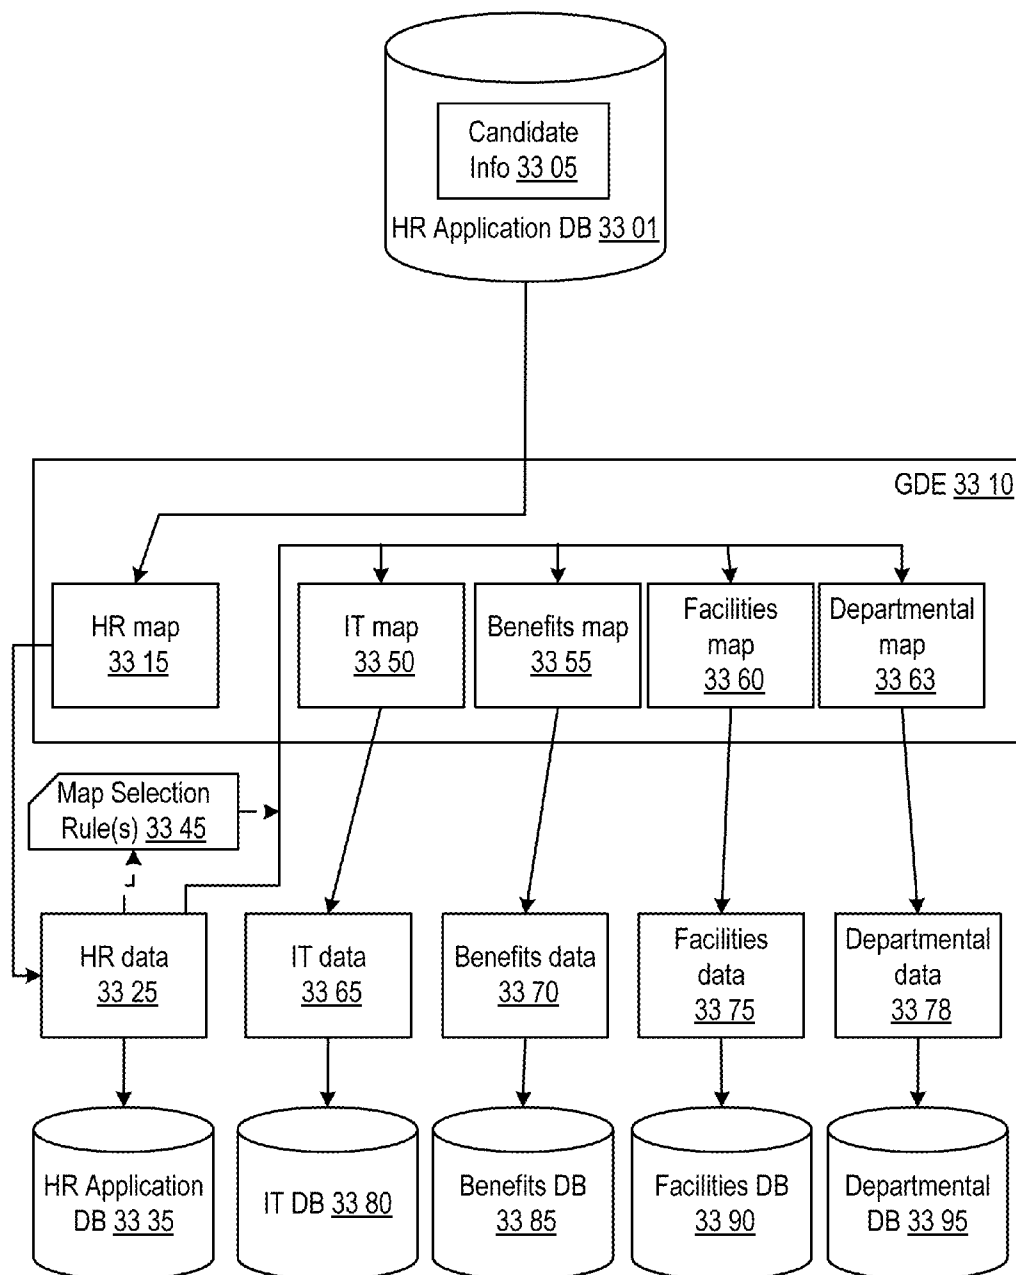 Candidate
Info 33 05
HR Application DB 33 01
GDE 33 10
HR map
33 15
IT map
33 50
Benefits map
33 55
Facilities
map
33 60
Departmental
map
33 63
Map Selection
Rule(s) 33 45
HR data
33 25
IT data
33 65
Benefits data
33 70
Facilities
data
33 75
Departmental
data
33 78
HR Application
DB 33 35
IT DB 33 80
Benefits DB
33 85
Facilities DB
33 90
Departmental
DB 33 95